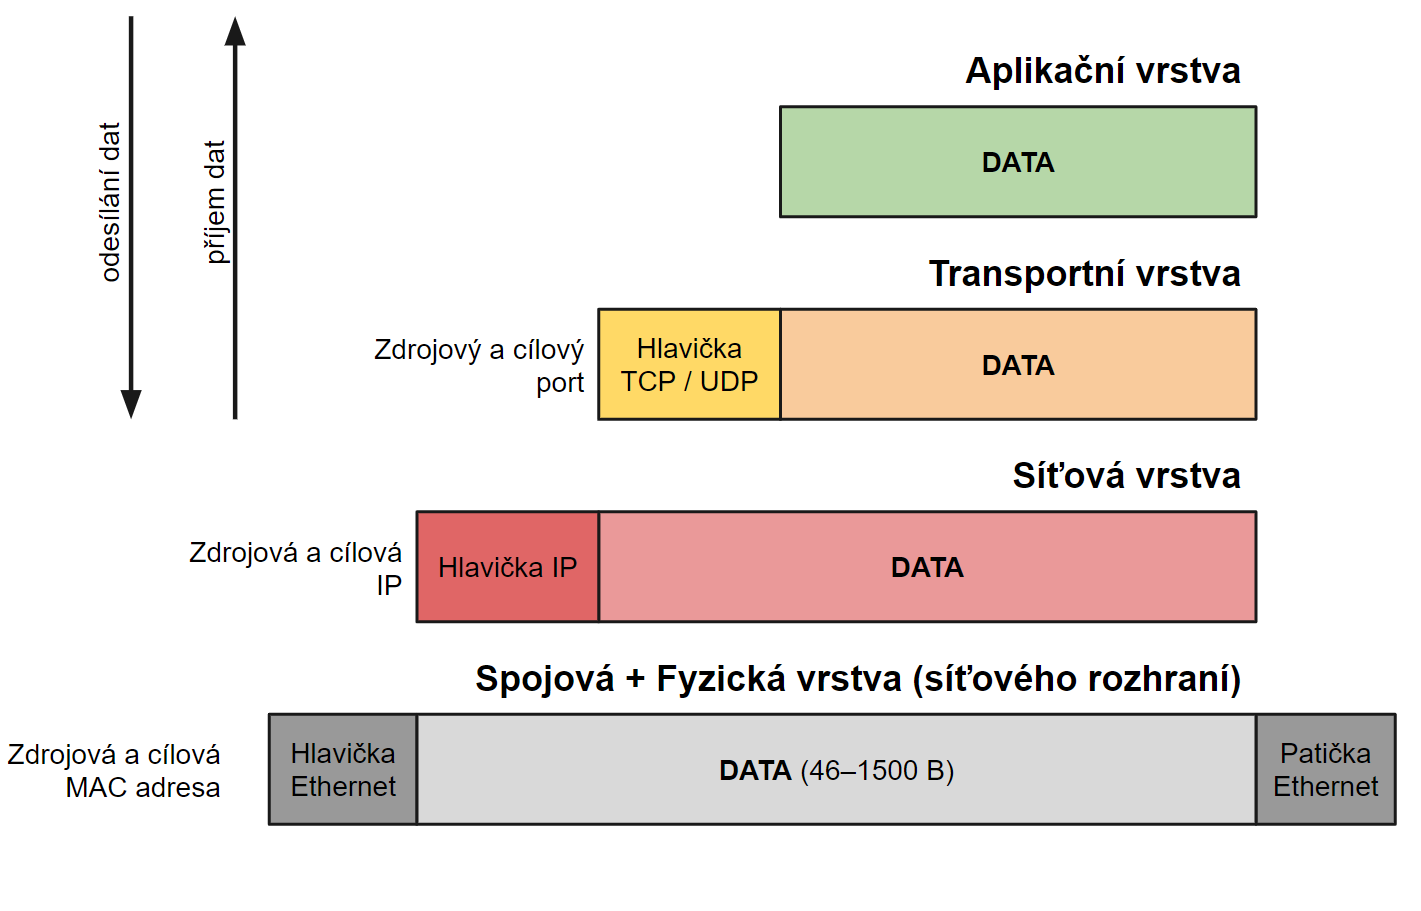 odesílání dat
příjem dat
Aplikační vrstva
DATA
Transportní vrstva
Zdrojový a cílový
port
Hlavička
TCP / UDP
DATA
Síťová vrstva
Zdrojová a cílová
IP
Hlavička IP
DATA
Spojová + Fyzická vrstva (síťového rozhraní)
Zdrojová a cílová
MAC adresa
Hlavička
Ethernet
DATA (46–1500 B)
Patička
Ethernet